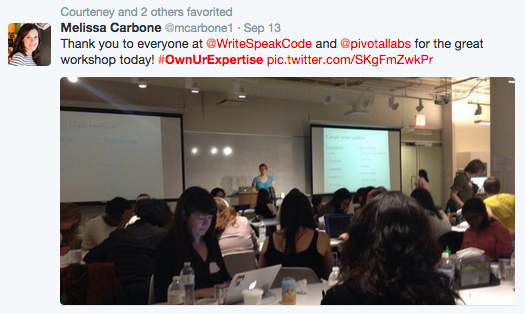 Courteney and 2 others favorited
Melissa Carbone @mcarbone1 · Sep 13
Thank you to everyone at @WriteSpeakCode and @pivotallabs for the great
workshop today! #OwnUrExpertise pic.twitter.com/SKgFmZwkPr